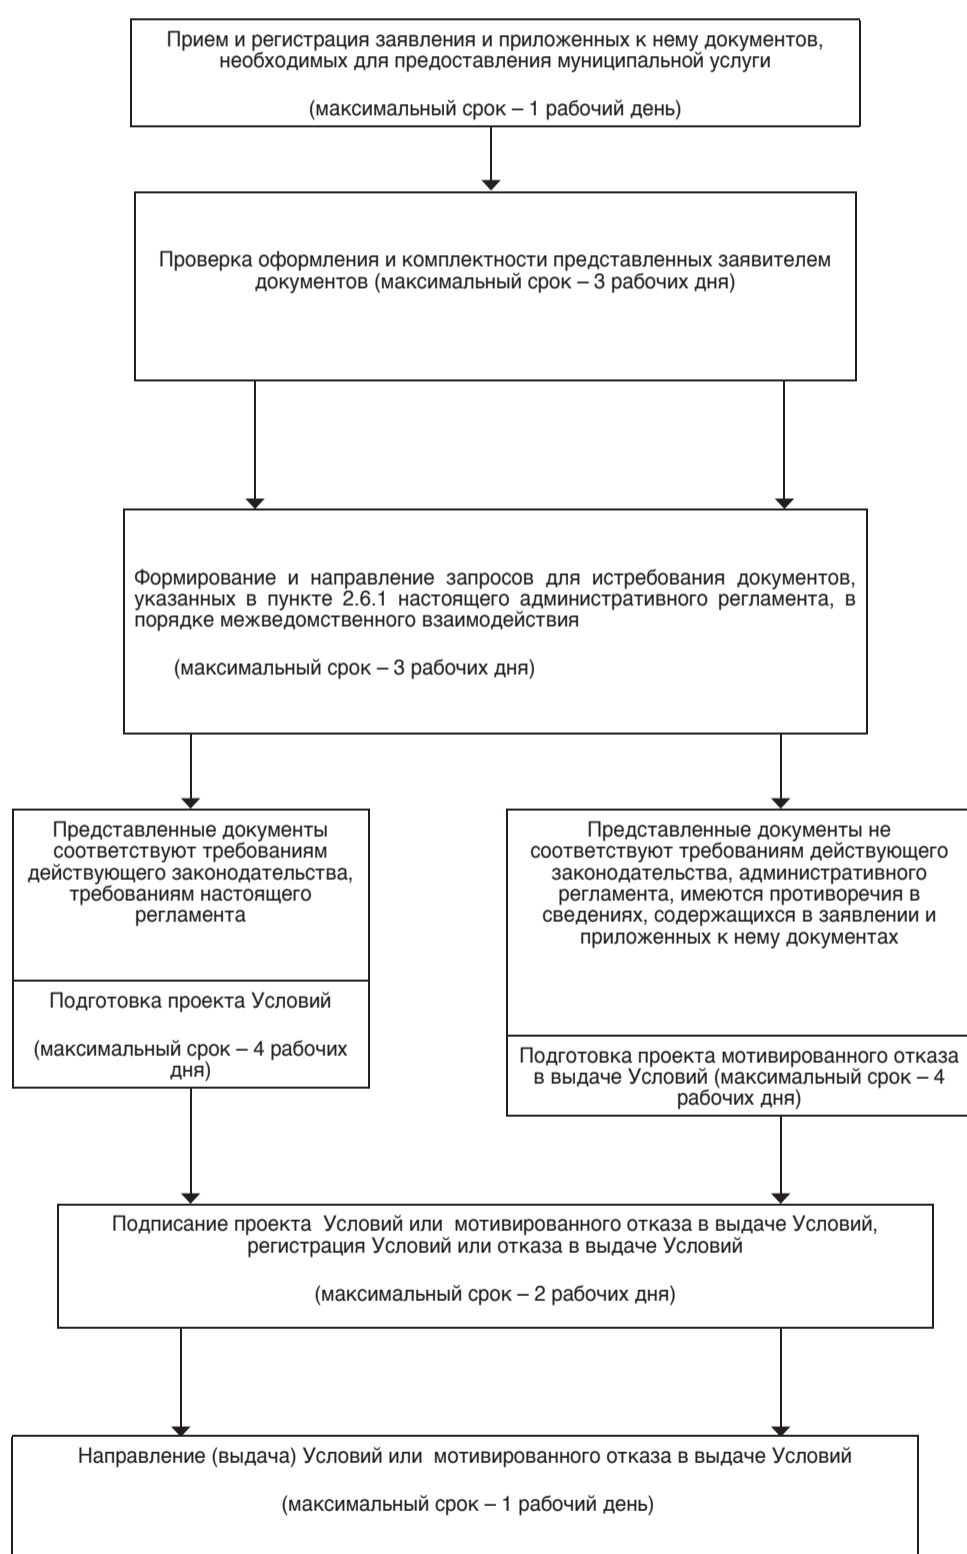 Прием и регистрация заявления и приложенных к нему документов,
необходимых для предоставления муниципальной услуги
(максимальный срок – 1 рабочий день)
Проверка оформления и комплектности представленных заявителем
документов (максимальный срок – 3 рабочих дня)
Формирование и направление запросов для истребования документов,
указанных в пункте 2.6.1 настоящего административного регламента, в
порядке межведомственного взаимодействия
(максимальный срок – 3 рабочих дня)
Представленные документы
соответствуют требованиям
действующего законодательства,
требованиям настоящего
регламента
Подготовка проекта Условий
(максимальный срок – 4 рабочих
дня)
Представленные документы не
соответствуют требованиям действующего
законодательства, административного
регламента, имеются противоречия в
сведениях, содержащихся в заявлении и
приложенных к нему документах
Подготовка проекта мотивированного отказа
в выдаче Условий (максимальный срок – 4
рабочих дня)
Подписание проекта  Условий или  мотивированного отказа в выдаче Условий,
регистрация Условий или отказа в выдаче Условий
(максимальный срок – 2 рабочих дня)
Направление (выдача) Условий или  мотивированного отказа в выдаче Условий
(максимальный срок – 1 рабочий день)